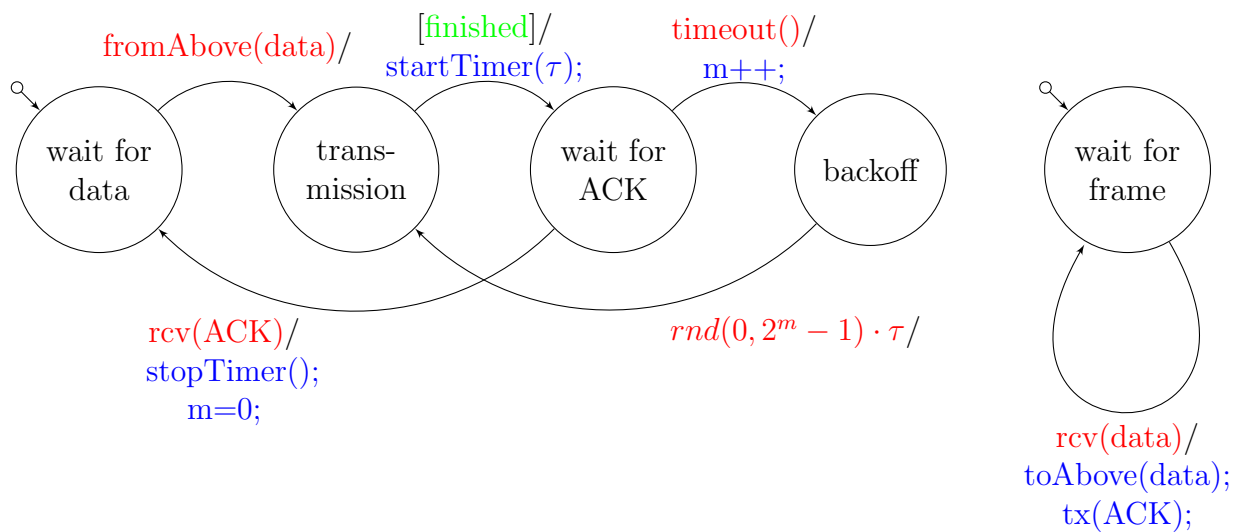 fromAbove(data)/
[finished]/
startTimer(τ);
timeout()/
m++;
wait for
data
trans-
mission
wait for
ACK
backoff
wait for
frame
rcv(ACK)/
stopTimer();
m=0;
rnd(0, 2^m − 1) · τ/
rcv(data)/
toAbove(data);
tx(ACK);